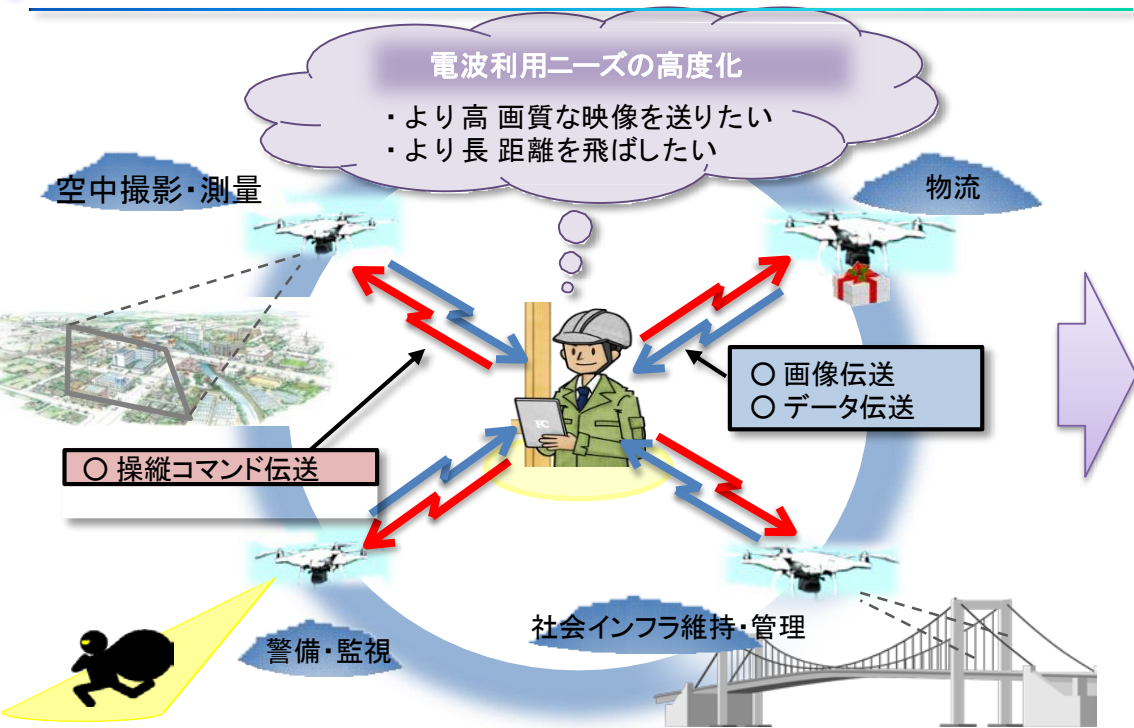 電波利用ニーズの高度化
・より高 画質な映像を送りたい
・より長 距離を飛ばしたい
空中撮影・測量
物流
○ 画像伝送
○ データ伝送
○ 操縦コマンド伝送
警備・監視
社会インフラ維持・管理